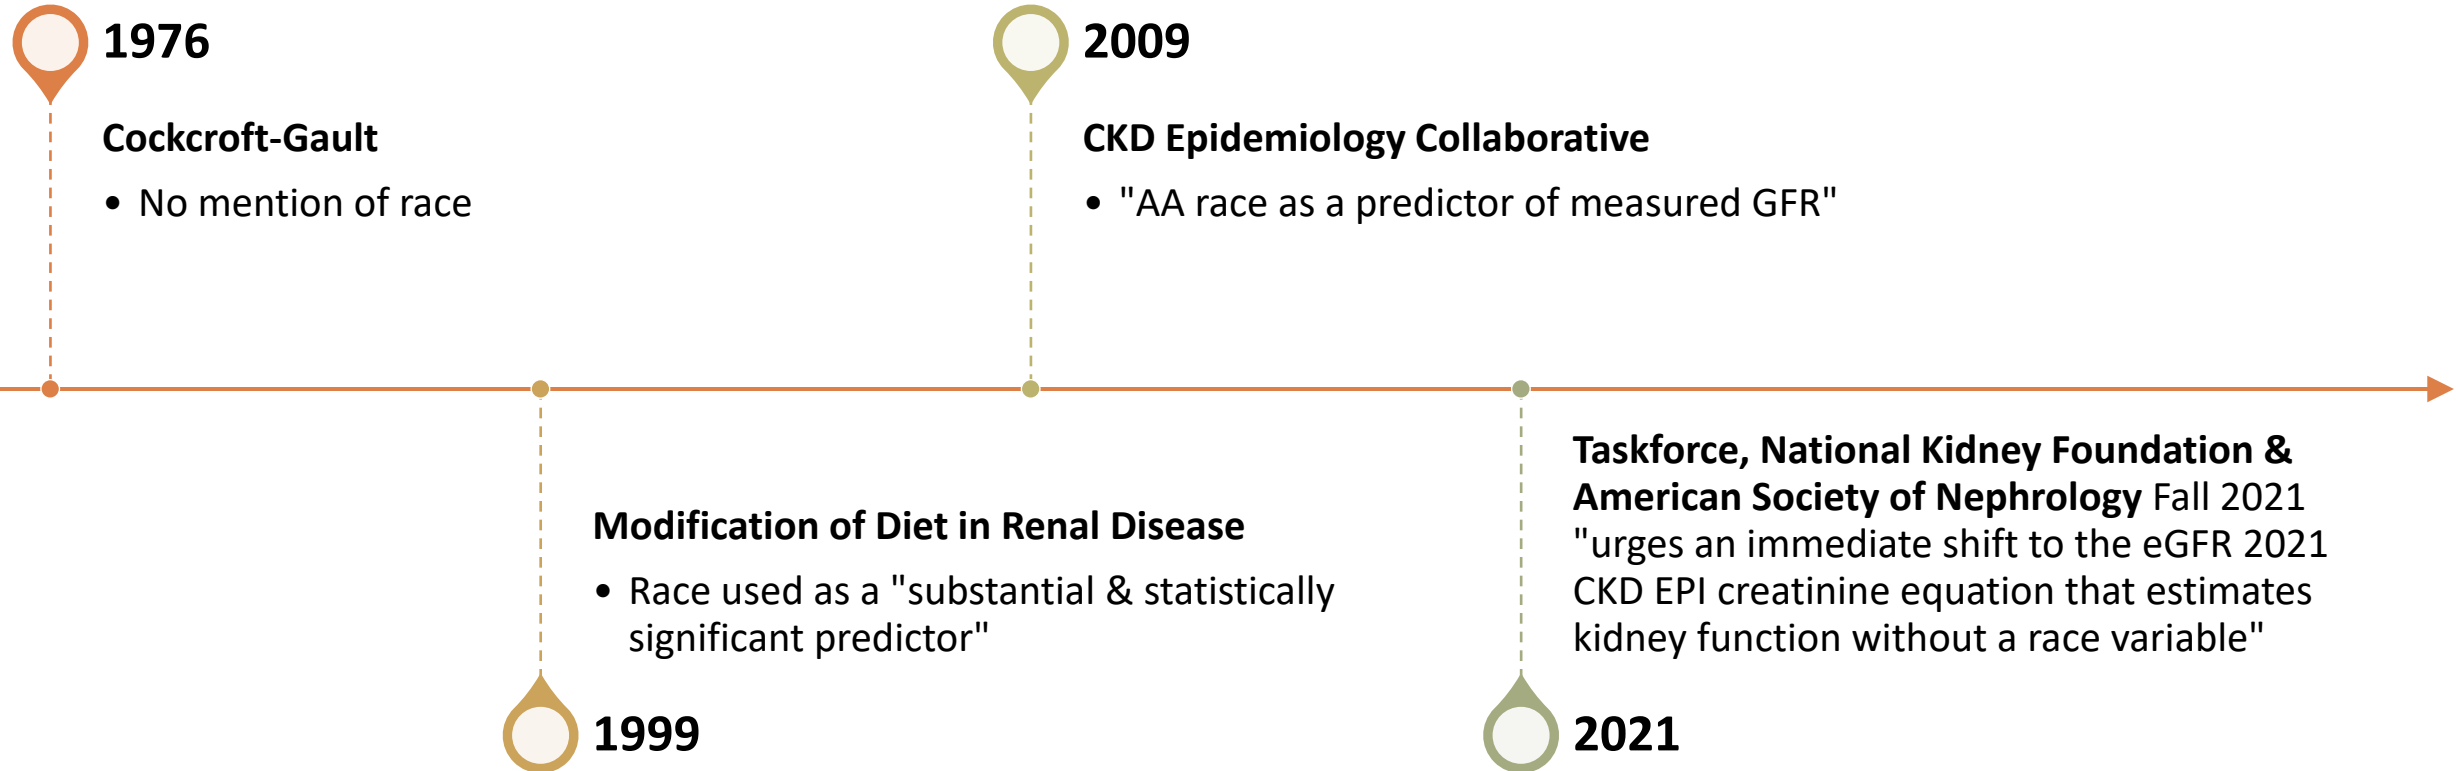 1976
Cockcroft-Gault
• No mention of race
1999
Modification of Diet in Renal Disease
• Race used as a "substantial & statistically
significant predictor"
2009
CKD Epidemiology Collaborative
• "AA race as a predictor of measured GFR"
2021
Taskforce, National Kidney Foundation &
American Society of Nephrology Fall 2021
"urges an immediate shift to the eGFR 2021
CKD EPI creatinine equation that estimates
kidney function without a race variable"